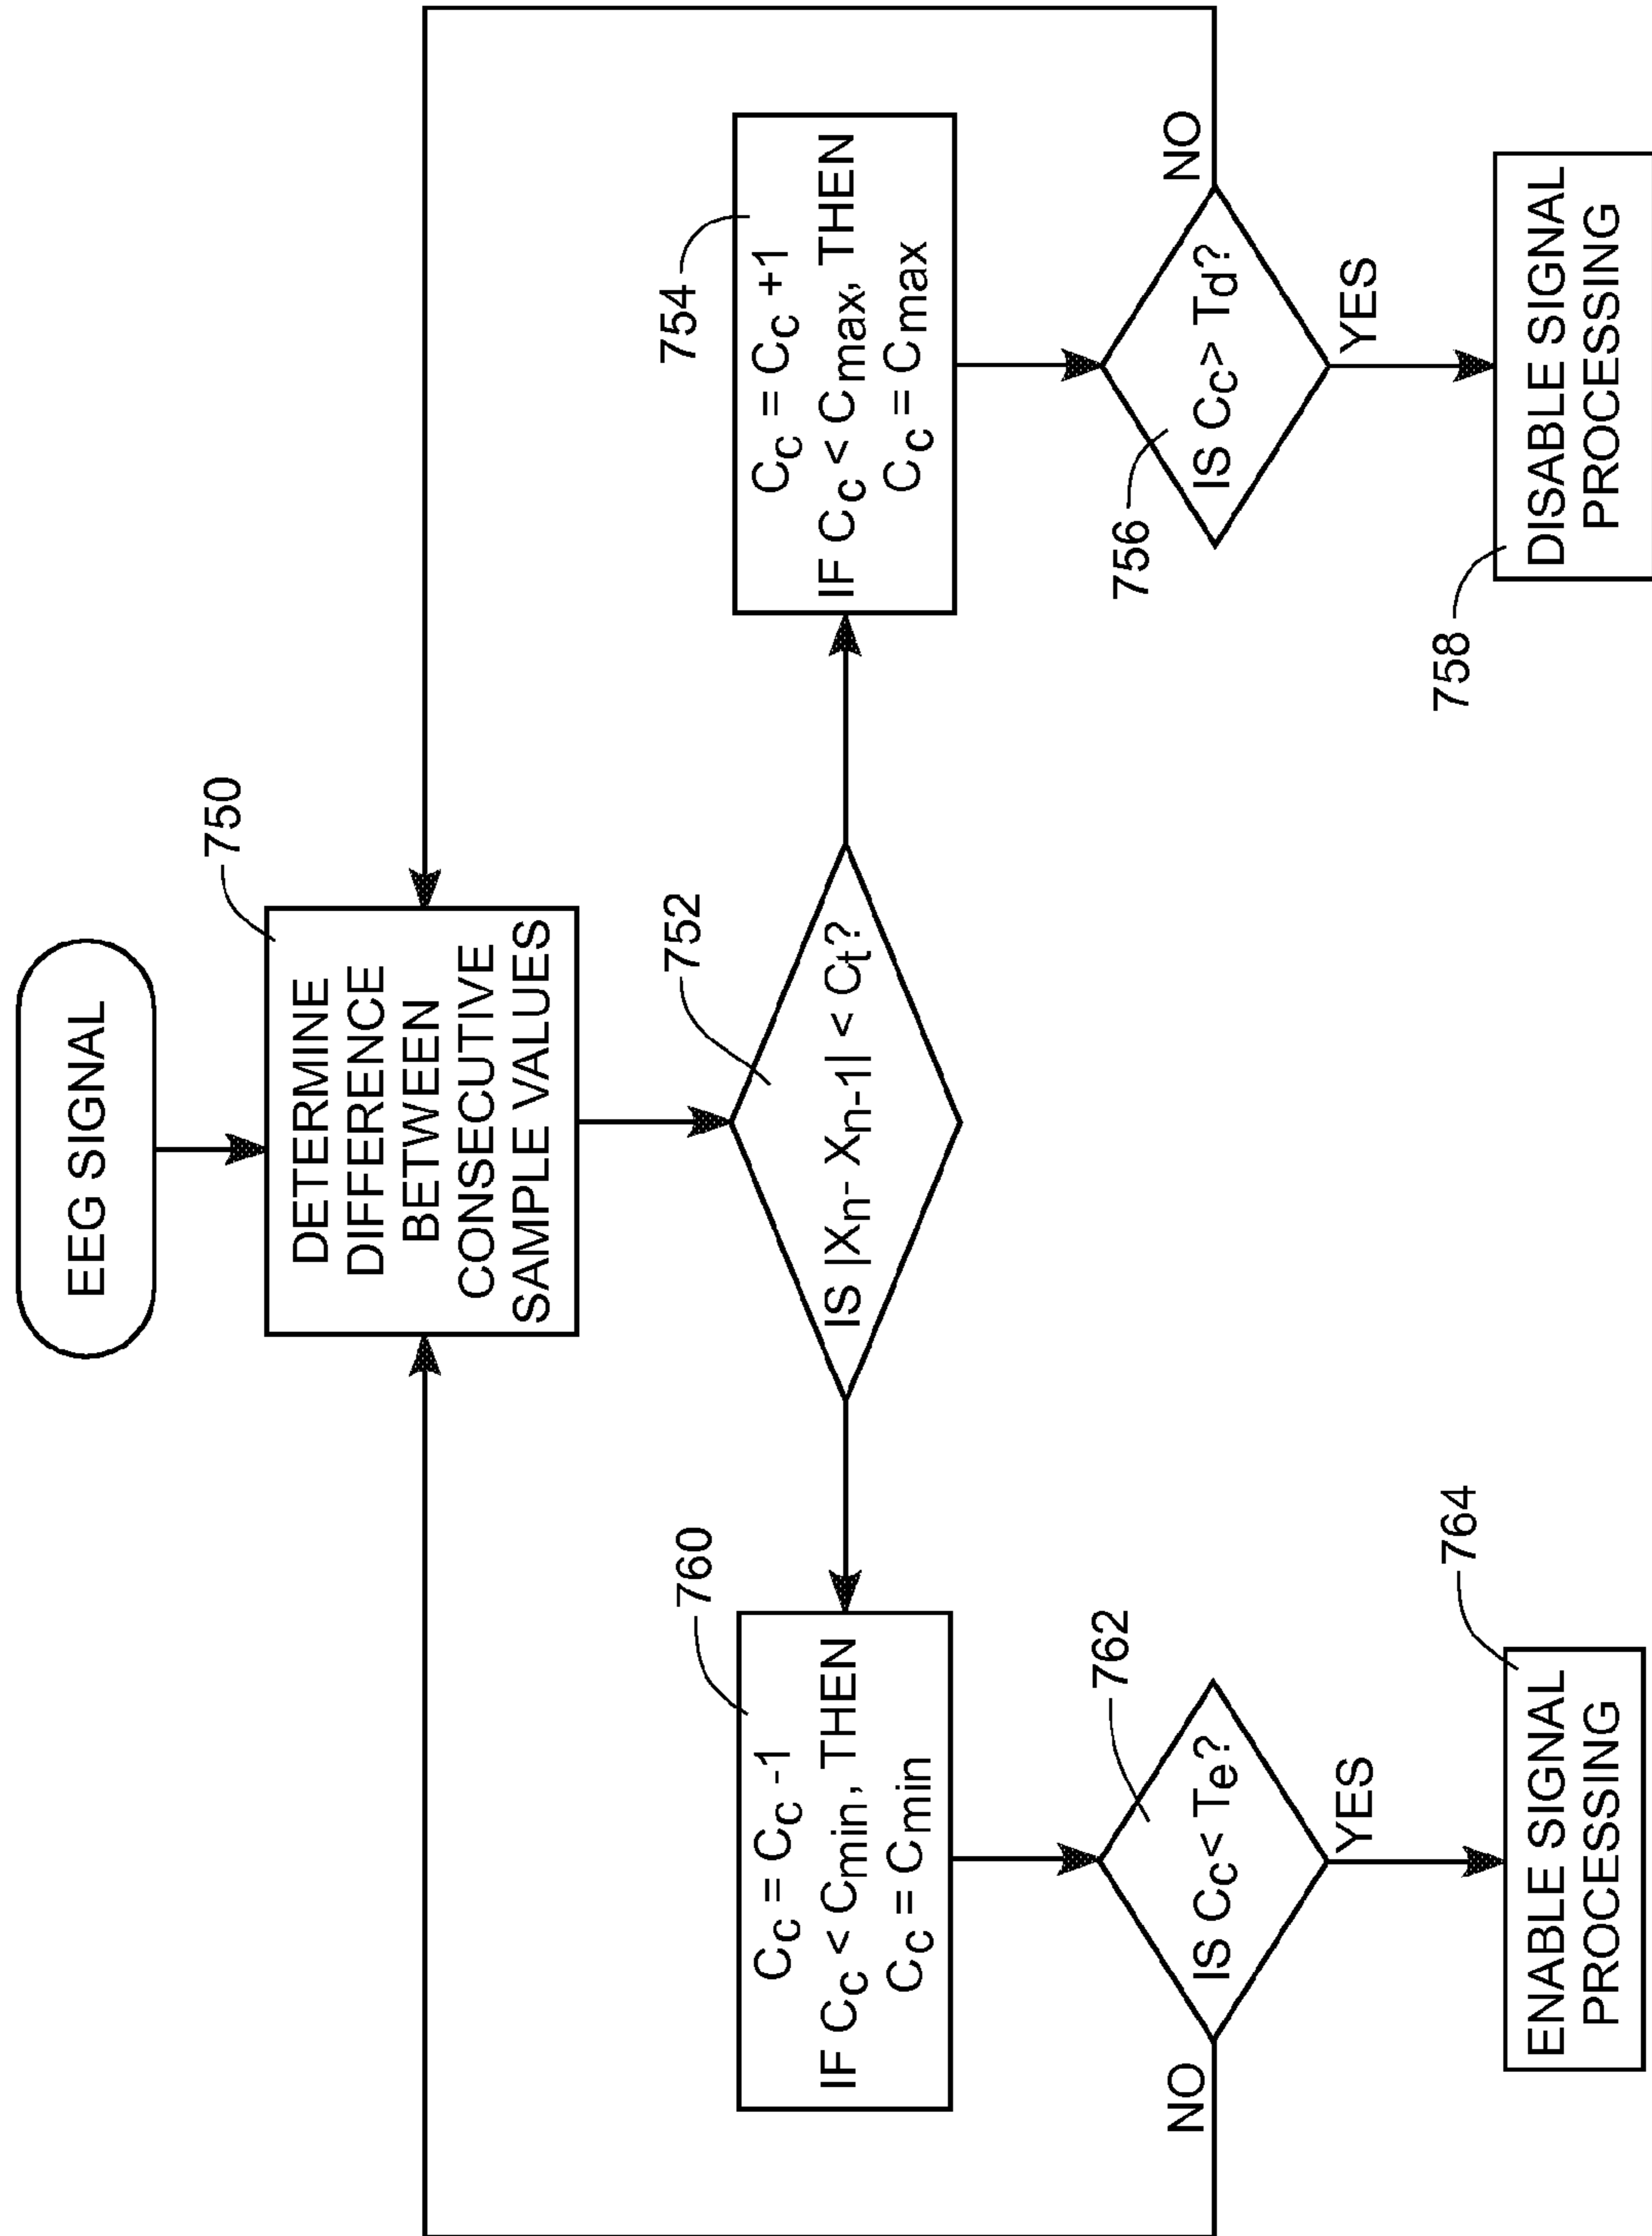 EEG SIGNAL
750
DETERMINE
DIFFERENCE
BETWEEN
CONSECUTIVE
SAMPLE VALUES
752
IS |Xn- Xn-1| < Ct?
760
Cc = Cc -1
IF Cc < Cmin, THEN
Cc = Cmin
754
Cc = Cc +1
IF Cc < Cmax, THEN
Cc = Cmax
762
IS Cc < Te?
NO
YES
756
IS Cc > Td?
NO
YES
764
ENABLE SIGNAL
PROCESSING
758
DISABLE SIGNAL
PROCESSING